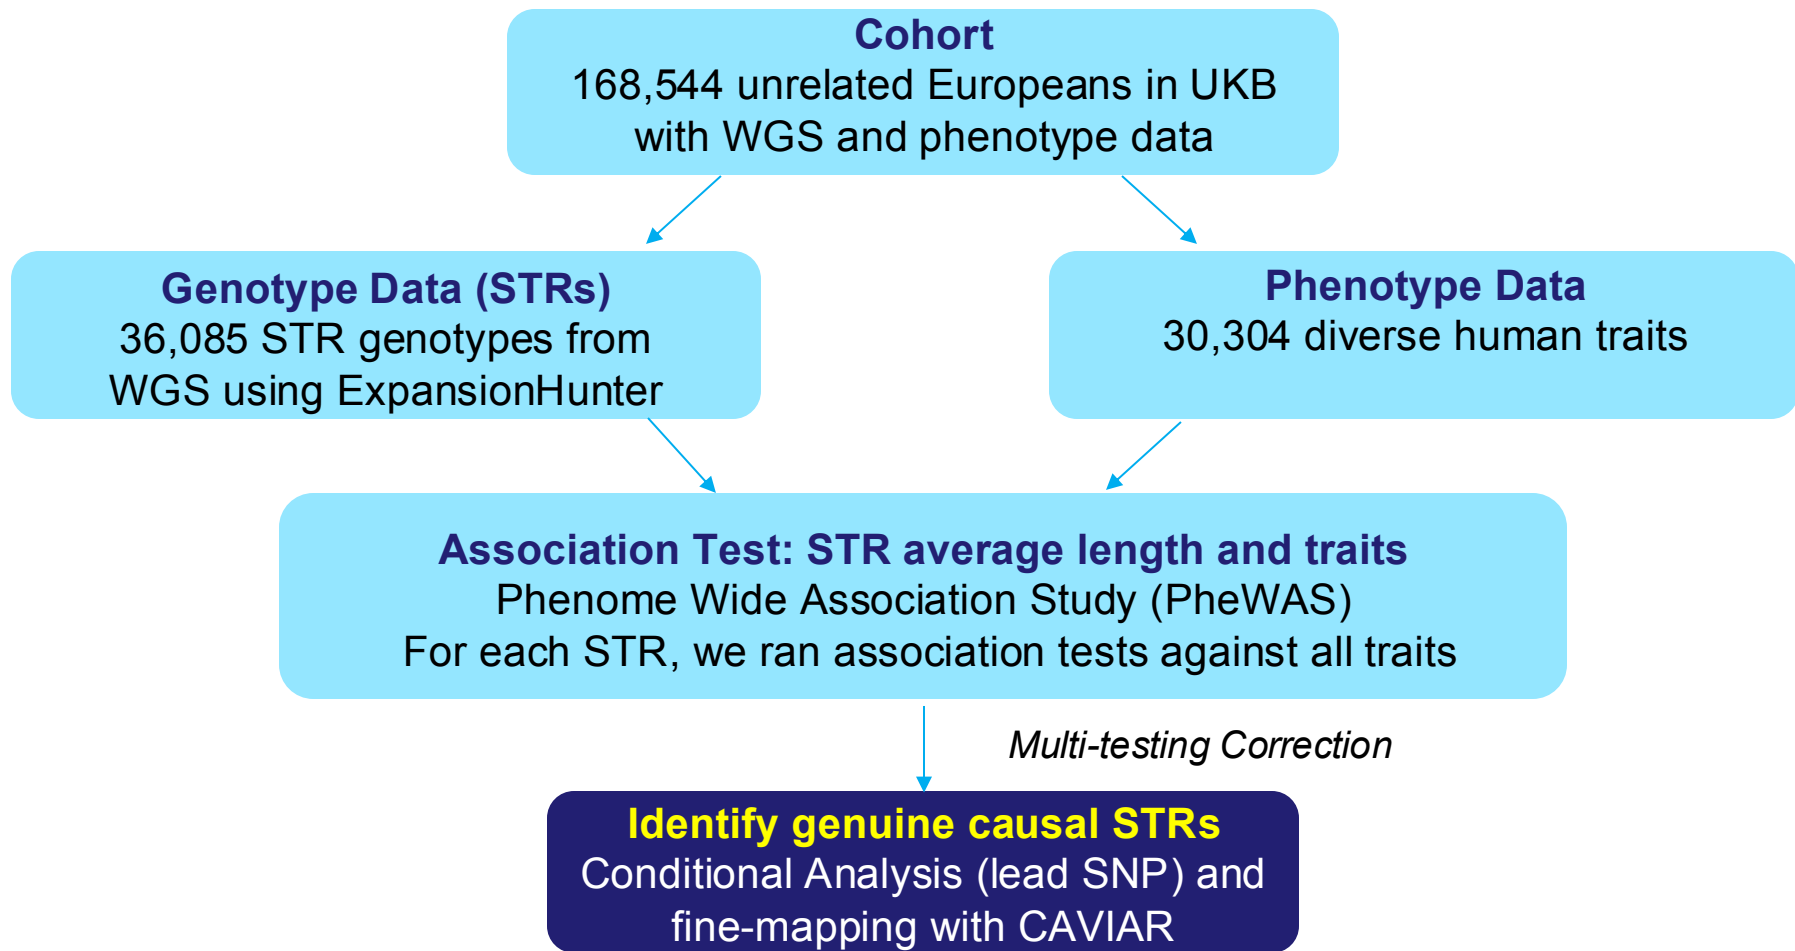 Cohort
168,544 unrelated Europeans in UKB
with WGS and phenotype data
Genotype Data (STRs)
36,085 STR genotypes from
WGS using ExpansionHunter
Phenotype Data
30,304 diverse human traits
Association Test: STR average length and traits
Phenome Wide Association Study (PheWAS)
For each STR, we ran association tests against all traits
Multi-testing Correction
Identify genuine causal STRs
Conditional Analysis (lead SNP) and
fine-mapping with CAVIAR